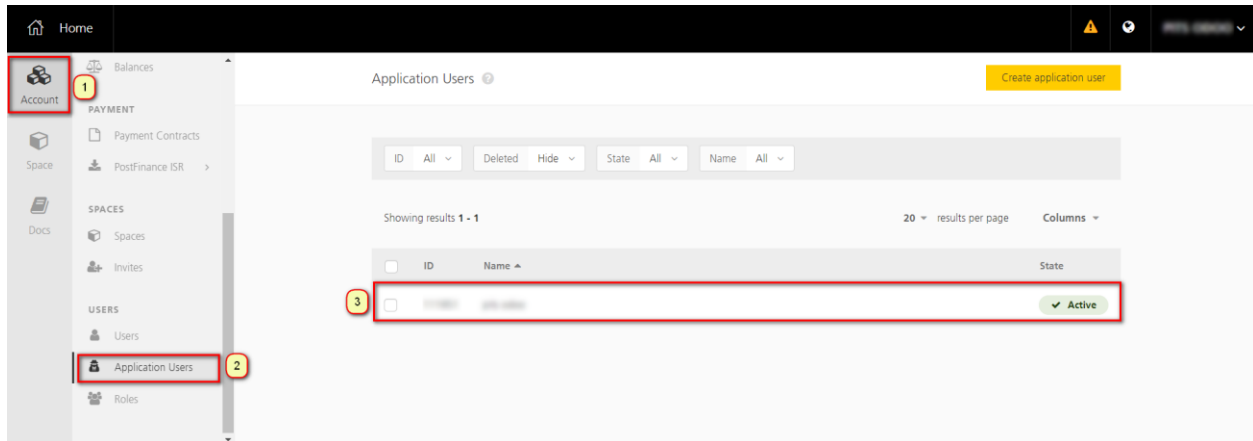 Home
Account
Space
Docs
1
Balances
PAYMENT
Payment Contracts
PostFinance ISR
SPACES
Spaces
Invites
USERS
Users
Application Users
2
Roles
Application Users
Create application user
ID All Deleted Hide State All Name All
Showing results 1 - 1 20 results per page Columns
ID Name State
3
Active